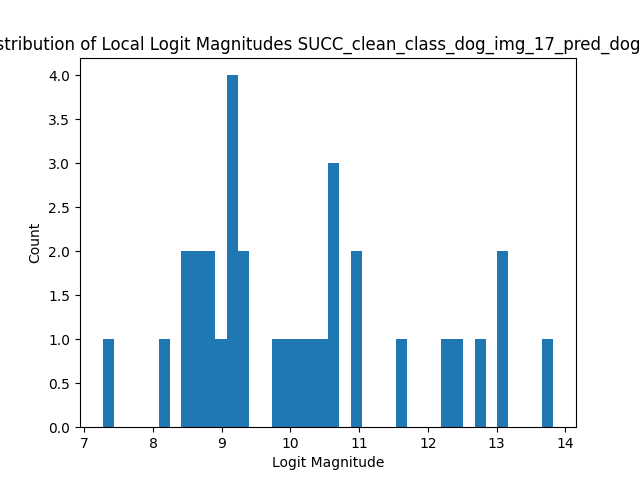 stribution of Local Logit Magnitudes SUCC_clean_class_dog_img_17_pred_dog
4.0
3.5
3.0
2.5
2.0
1.5
1.0
0.5
0.0
Count
7 8 9 10 11 12 13 14
Logit Magnitude